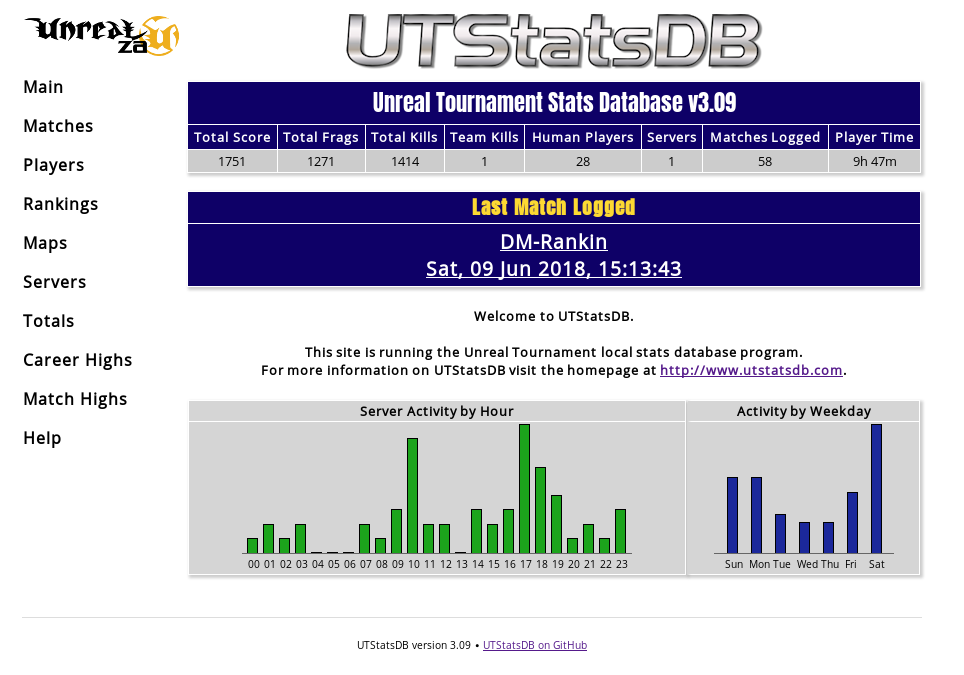 Unreal
za U
UTStatsDB
Main
Matches
Players
Rankings
Maps
Servers
Totals
Career Highs
Match Highs
Help
Unreal Tournament Stats Database v3.09
Total Score Total Frags Total Kills Team Kills Human Players Servers Matches Logged Player Time
1751 1271 1414 1 28 1 58 9h 47m
Last Match Logged
DM-Rankin
Sat, 09 Jun 2018, 15:13:43
Welcome to UTStatsDB.
This site is running the Unreal Tournament local stats database program.
For more information on UTStatsDB visit the homepage at http://www.utstatsdb.com.
Server Activity by Hour
00 01 02 03 04 05 06 07 08 09 10 11 12 13 14 15 16 17 18 19 20 21 22 23
Activity by Weekday
Sun Mon Tue Wed Thu Fri Sat
UTStatsDB version 3.09 • UTStatsDB on GitHub